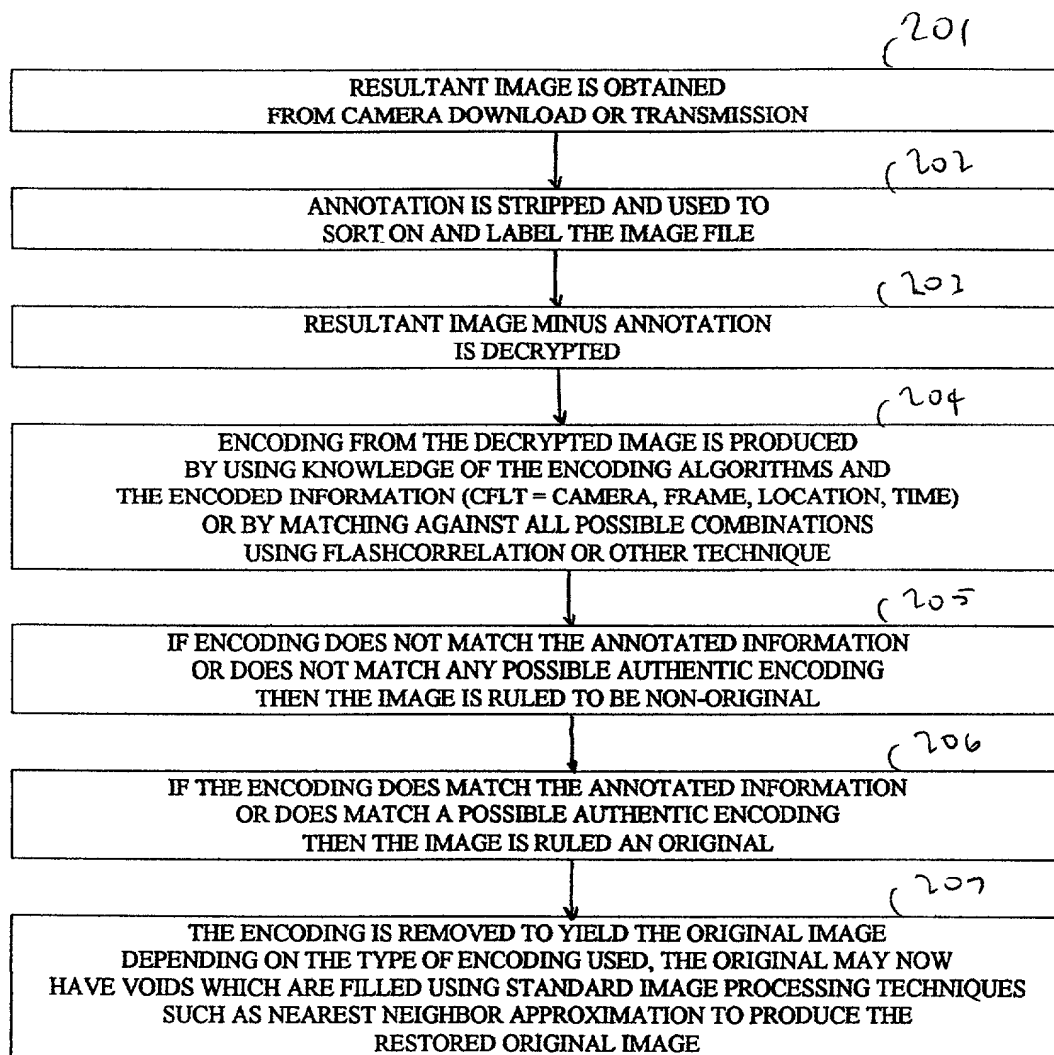 201
RESULTANT IMAGE IS OBTAINED
FROM CAMERA DOWNLOAD OR TRANSMISSION
202
ANNOTATION IS STRIPPED AND USED TO
SORT ON AND LABEL THE IMAGE FILE
203
RESULTANT IMAGE MINUS ANNOTATION
IS DECRYPTED
204
ENCODING FROM THE DECRYPTED IMAGE IS PRODUCED
BY USING KNOWLEDGE OF THE ENCODING ALGORITHMS AND
THE ENCODED INFORMATION (CFLT = CAMERA, FRAME, LOCATION, TIME)
OR BY MATCHING AGAINST ALL POSSIBLE COMBINATIONS
USING FLASHCORRELATION OR OTHER TECHNIQUE
205
IF ENCODING DOES NOT MATCH THE ANNOTATED INFORMATION
OR DOES NOT MATCH ANY POSSIBLE AUTHENTIC ENCODING
THEN THE IMAGE IS RULED TO BE NON-ORIGINAL
206
IF THE ENCODING DOES MATCH THE ANNOTATED INFORMATION
OR DOES MATCH A POSSIBLE AUTHENTIC ENCODING
THEN THE IMAGE IS RULED AN ORIGINAL
207
THE ENCODING IS REMOVED TO YIELD THE ORIGINAL IMAGE
DEPENDING ON THE TYPE OF ENCODING USED, THE ORIGINAL MAY NOW
HAVE VOIDS WHICH ARE FILLED USING STANDARD IMAGE PROCESSING TECHNIQUES
SUCH AS NEAREST NEIGHBOR APPROXIMATION TO PRODUCE THE
RESTORED ORIGINAL IMAGE